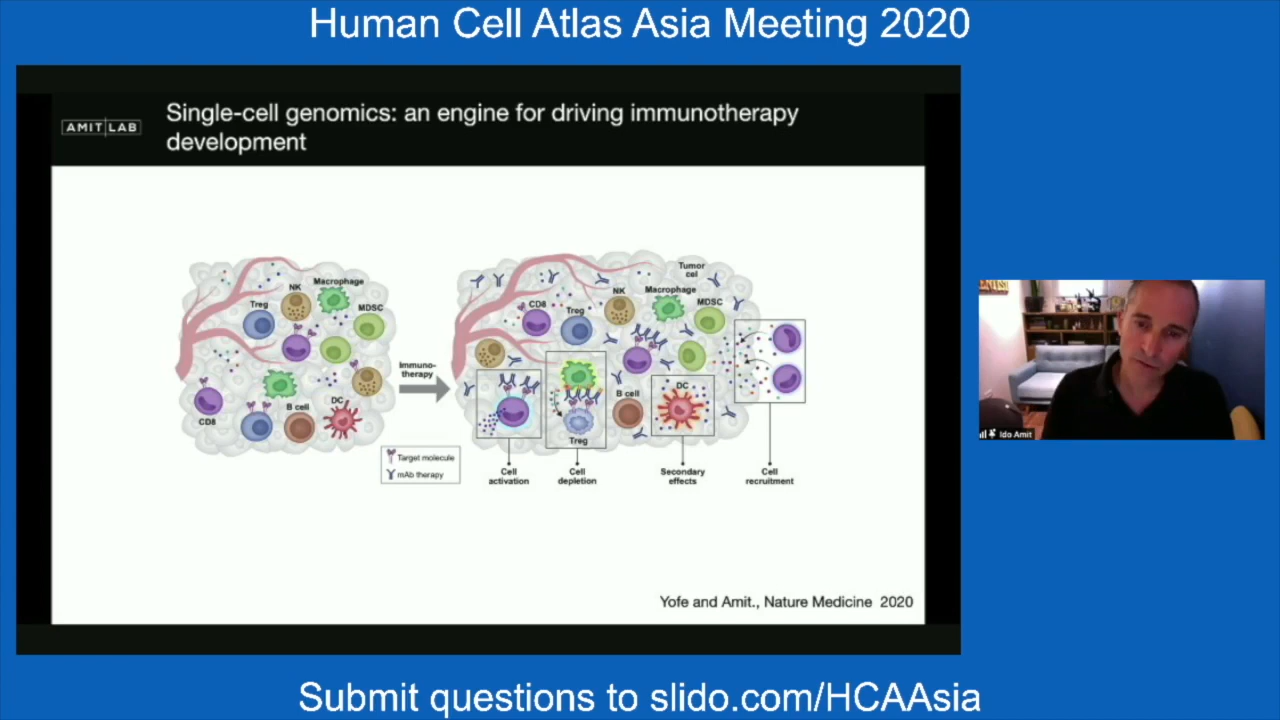 Human Cell Atlas Asia Meeting 2020
AMIT LAB
Single-cell genomics: an engine for driving immunotherapy
development
NK
Macrophage
Treg
MDSC
CD8
B cell
DC
Immuno-
therapy
Target molecule
mAb therapy
Tumor
cel
NK
Macrophage
CD8
Treg
MDSC
DC
B cell
Treg
Cell
activation
Cell
depletion
Secondary
effects
Cell
recruitment
Yofe and Amit., Nature Medicine 2020
Ido Amit
Submit questions to slido.com/HCAAsia